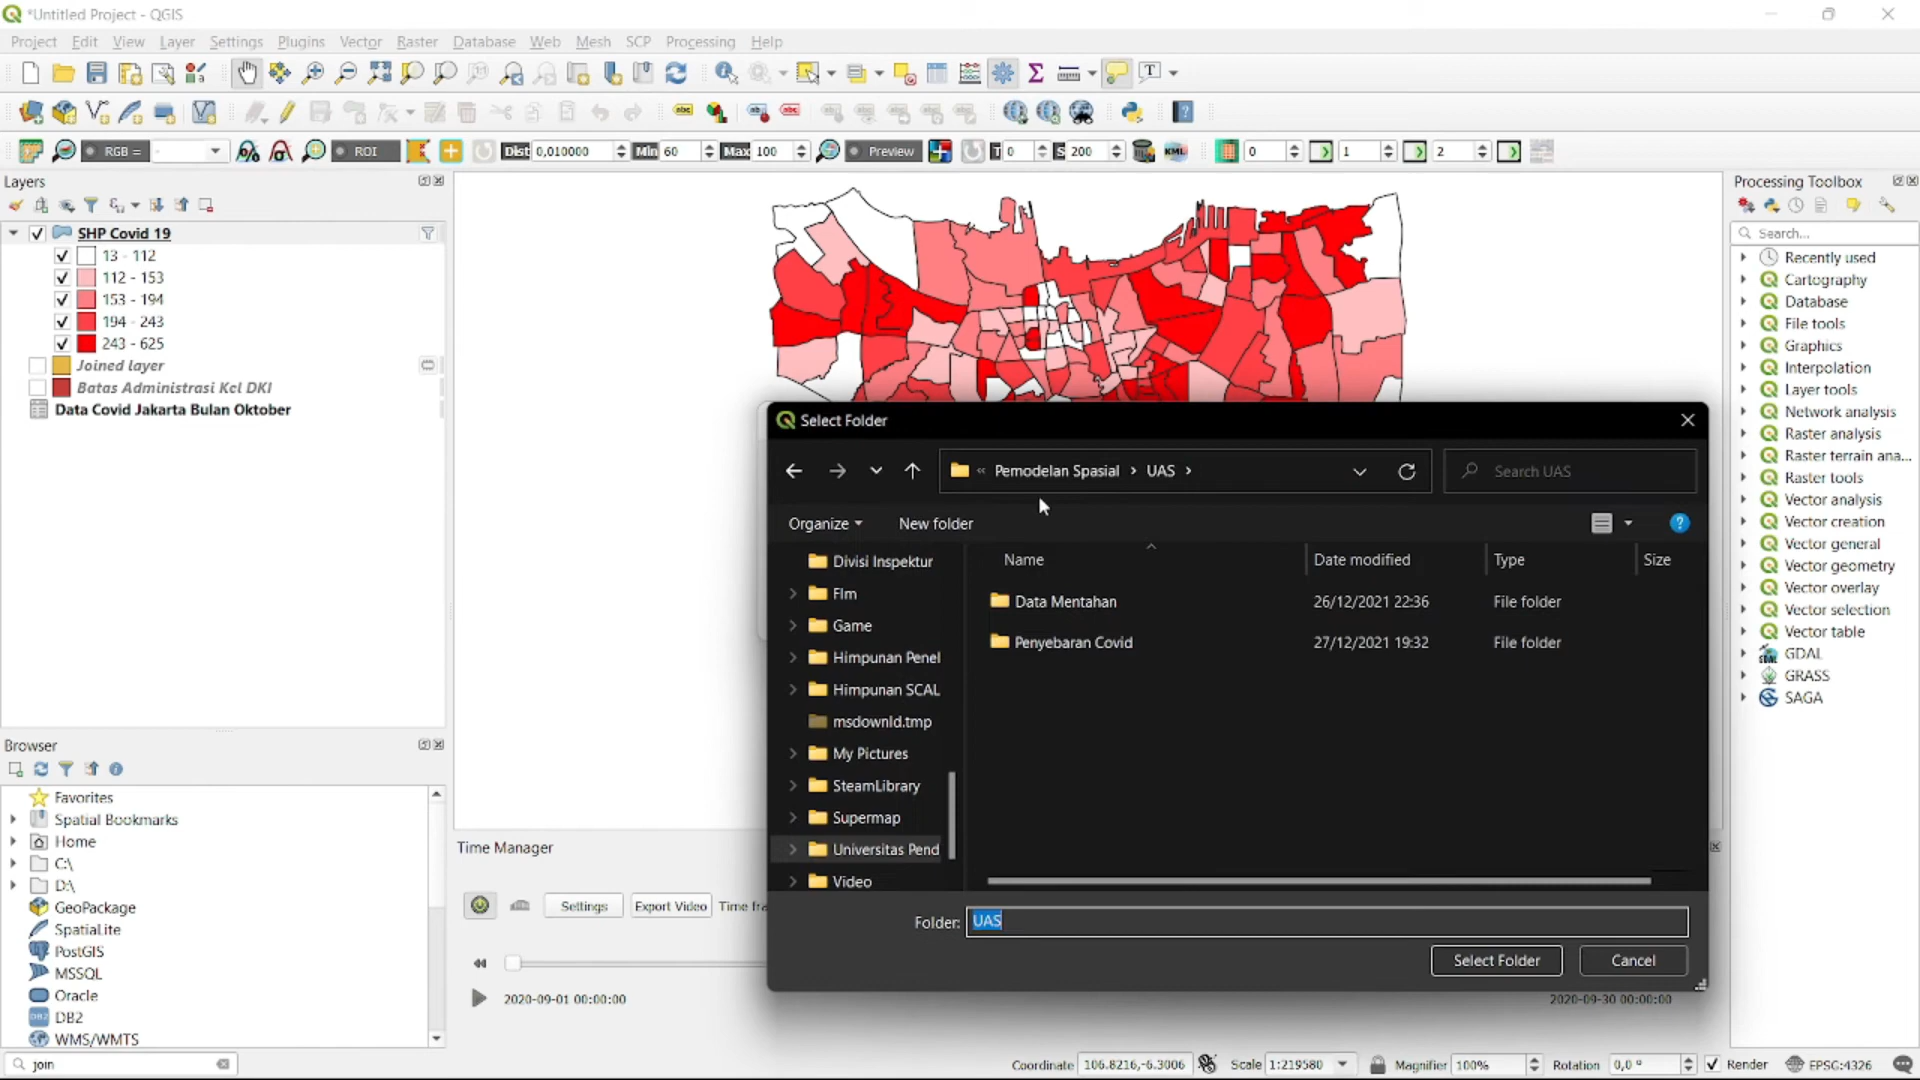 *Untitled Project - QGIS
Project Edit View Layer Settings Plugins Vector Raster Database Web Mesh SCP Processing Help
RGB = - ROI Dist 0,010000 Min 60 Max 100 Preview T 0 S 200 KML 0 1 2
Layers
SHP Covid 19
13 - 112
112 - 153
153 - 194
194 - 243
243 - 625
Joined layer
Batas Administrasi Kel DKI
Data Covid Jakarta Bulan Oktober
Browser
Favorites
Spatial Bookmarks
Home
C:\
D:\
GeoPackage
SpatiaLite
PostGIS
MSSQL
Oracle
DB2
WMS/WMTS
join
Time Manager
Settings Export Video Time fra
2020-09-01 00:00:00
2020-09-30 00:00:00
Select Folder
« Pemodelan Spasial › UAS ›
Search UAS
Organize New folder
Divisi Inspektur
Flm
Game
Himpunan Penel
Himpunan SCAL
msdownld.tmp
My Pictures
SteamLibrary
Supermap
Universitas Pend
Video
Name Date modified Type Size
Data Mentahan 26/12/2021 22:36 File folder
Penyebaran Covid 27/12/2021 19:32 File folder
Folder: UAS
Select Folder Cancel
Processing Toolbox
Search...
Recently used
Cartography
Database
File tools
Graphics
Interpolation
Layer tools
Network analysis
Raster analysis
Raster terrain ana...
Raster tools
Vector analysis
Vector creation
Vector general
Vector geometry
Vector overlay
Vector selection
Vector table
GDAL
GRASS
SAGA
Coordinate 106.8216,-6.3006 Scale 1:219580 Magnifier 100% Rotation 0,0 ° Render EPSG:4326